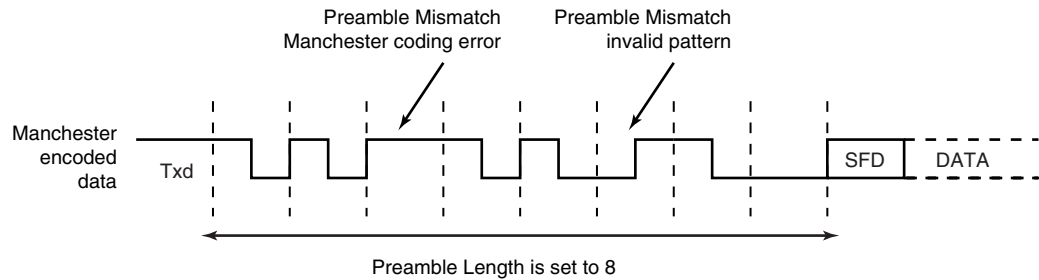 Preamble Mismatch
Manchester coding error
Preamble Mismatch
invalid pattern
Manchester
encoded
data
Txd
SFD
DATA
Preamble Length is set to 8